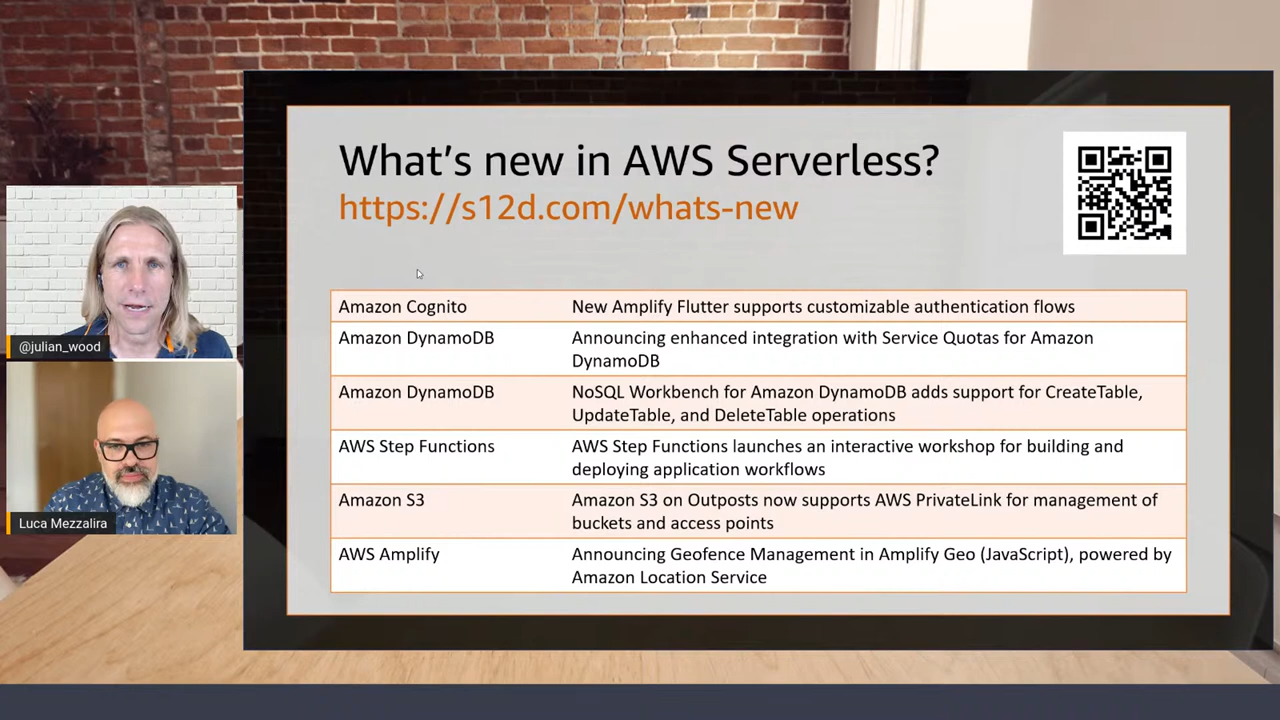 What's new in AWS Serverless?
https://s12d.com/whats-new
Amazon Cognito
New Amplify Flutter supports customizable authentication flows
Amazon DynamoDB
Announcing enhanced integration with Service Quotas for Amazon
DynamoDB
Amazon DynamoDB
NoSQL Workbench for Amazon DynamoDB adds support for CreateTable,
UpdateTable, and DeleteTable operations
AWS Step Functions
AWS Step Functions launches an interactive workshop for building and
deploying application workflows
Amazon S3
Amazon S3 on Outposts now supports AWS PrivateLink for management of
buckets and access points
AWS Amplify
Announcing Geofence Management in Amplify Geo (JavaScript), powered by
Amazon Location Service
@julian_wood
Luca Mezzalira